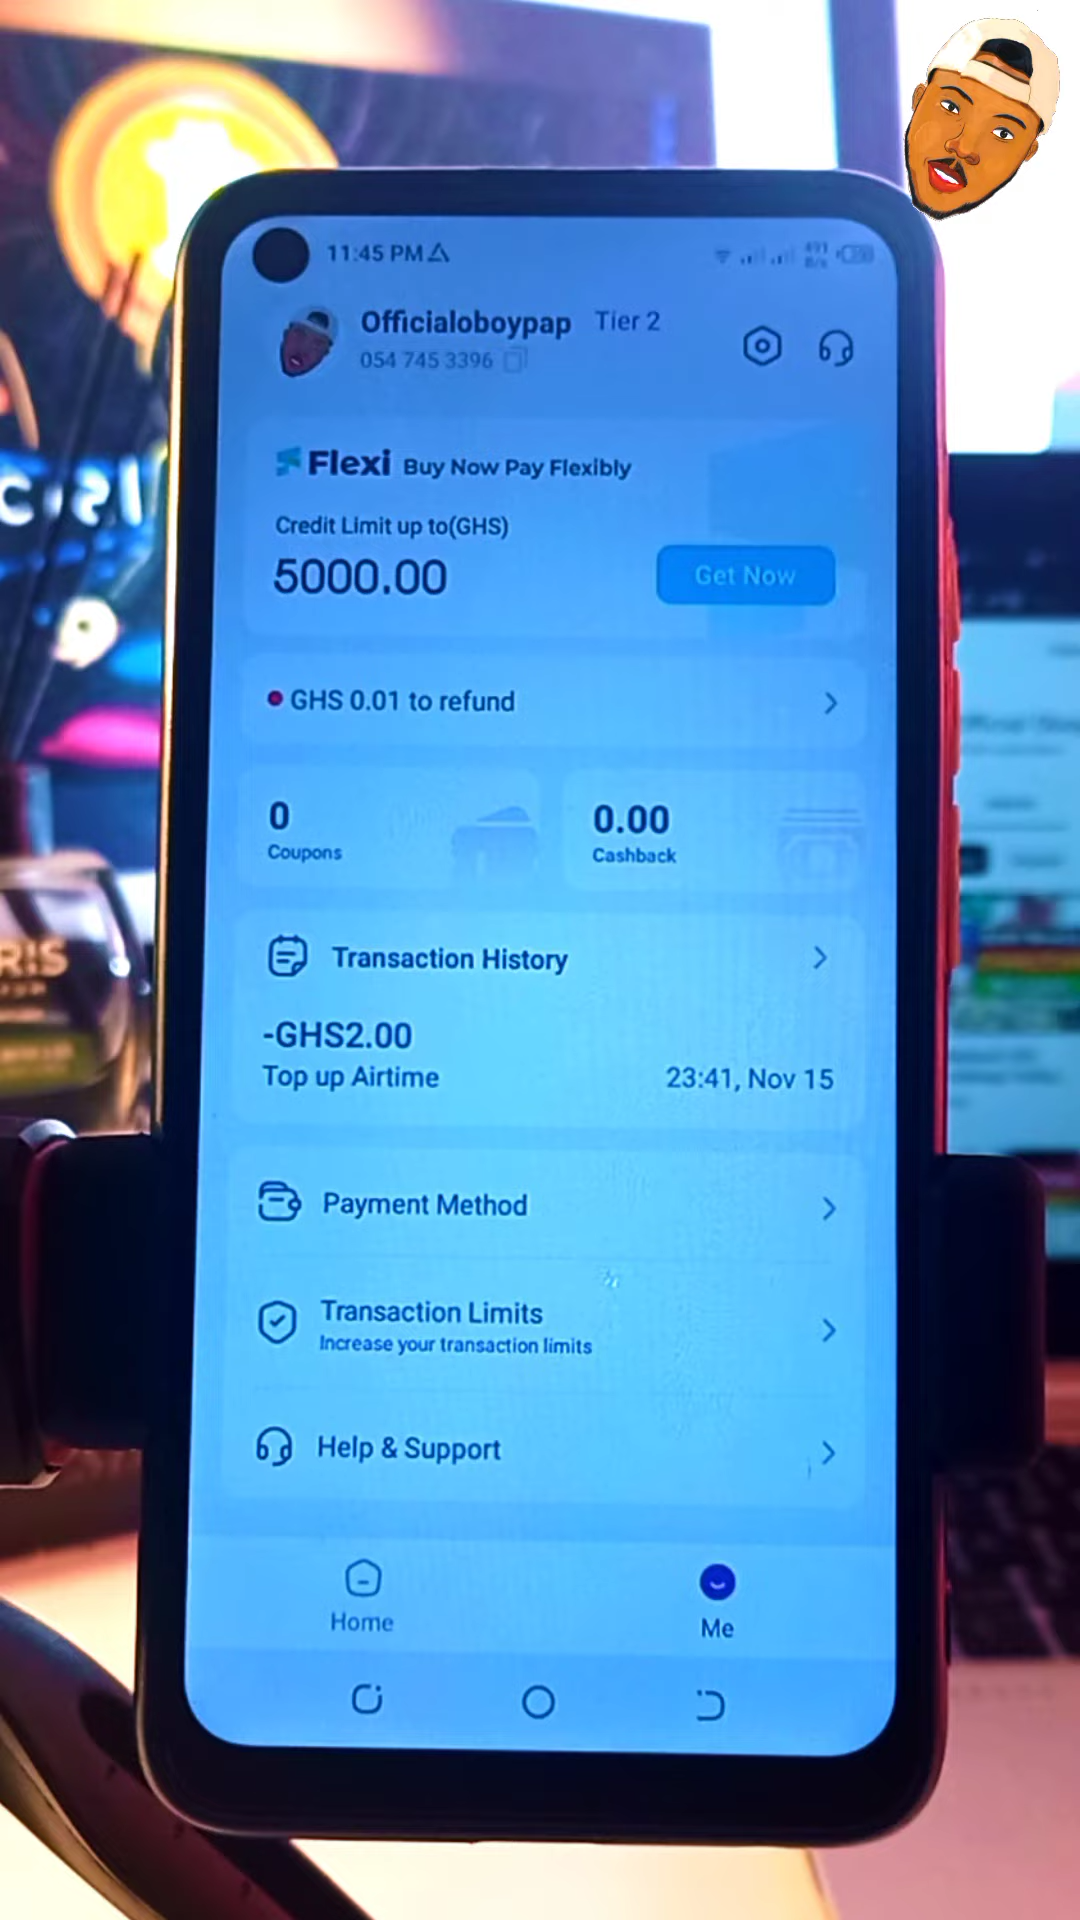 11:45 PM
491
B/s
Officialoboypap Tier 2
054 745 3396
Flexi Buy Now Pay Flexibly
Credit Limit up to(GHS)
5000.00
Get Now
GHS 0.01 to refund
0
Coupons
0.00
Cashback
Transaction History
-GHS2.00
Top up Airtime
23:41, Nov 15
Payment Method
Transaction Limits
Increase your transaction limits
Help & Support
Home
Me
RIS